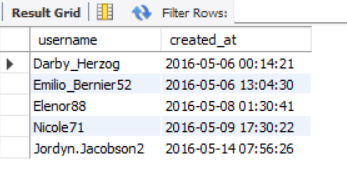 Result Grid Filter Rows:
username created_at
Darby_Herzog 2016-05-06 00:14:21
Emilio_Bernier52 2016-05-06 13:04:30
Elenor88 2016-05-08 01:30:41
Nicole71 2016-05-09 17:30:22
Jordyn.Jacobson2 2016-05-14 07:56:26